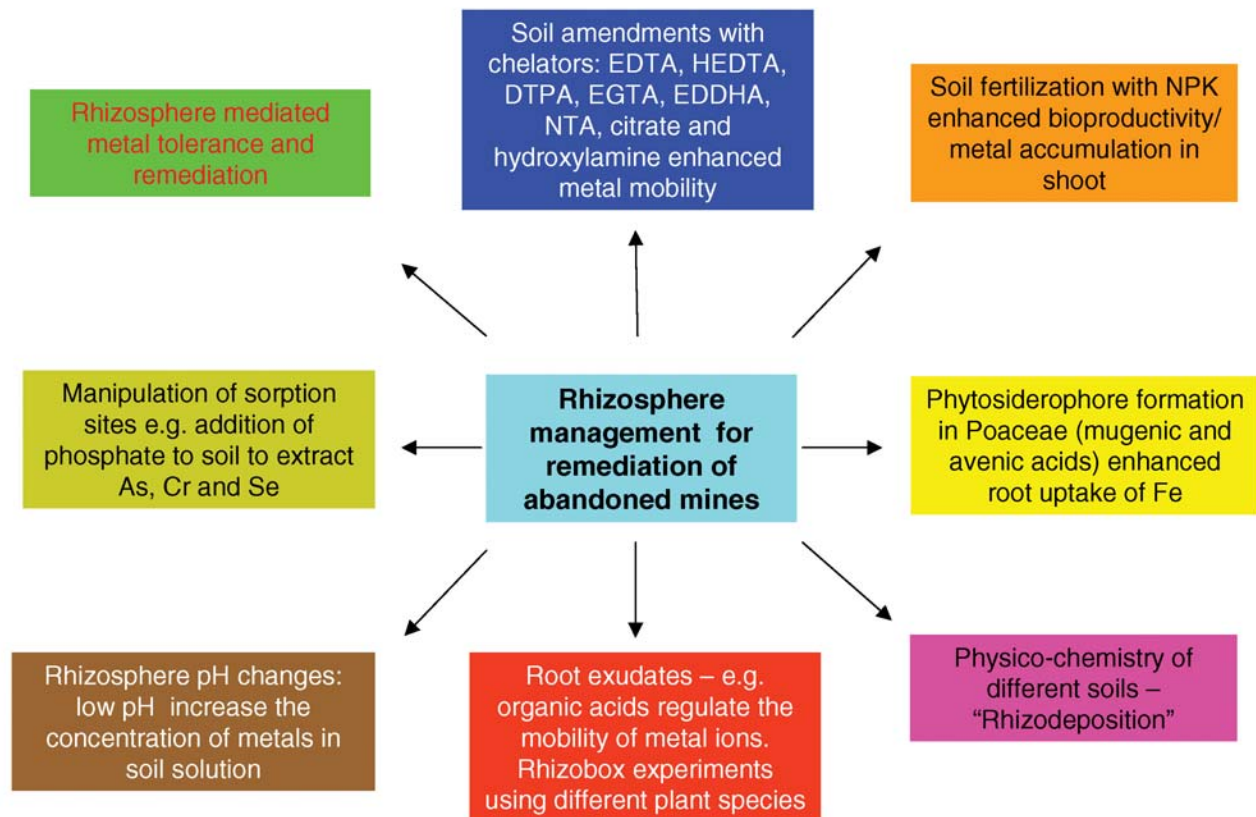 Soil amendments with
chelators: EDTA, HEDTA,
DTPA, EGTA, EDDHA,
NTA, citrate and
hydroxylamine enhanced
metal mobility
Rhizosphere mediated
metal tolerance and
remediation
Soil fertilization with NPK
enhanced bioproductivity/
metal accumulation in
shoot
Manipulation of sorption
sites e.g. addition of
phosphate to soil to extract
As, Cr and Se
Rhizosphere
management for
remediation of
abandoned mines
Phytosiderophore formation
in Poaceae (mugenic and
avenic acids) enhanced
root uptake of Fe
Rhizosphere pH changes:
low pH increase the
concentration of metals in
soil solution
Root exudates – e.g.
organic acids regulate the
mobility of metal ions.
Rhizobox experiments
using different plant species
Physico-chemistry of
different soils –
“Rhizodeposition”